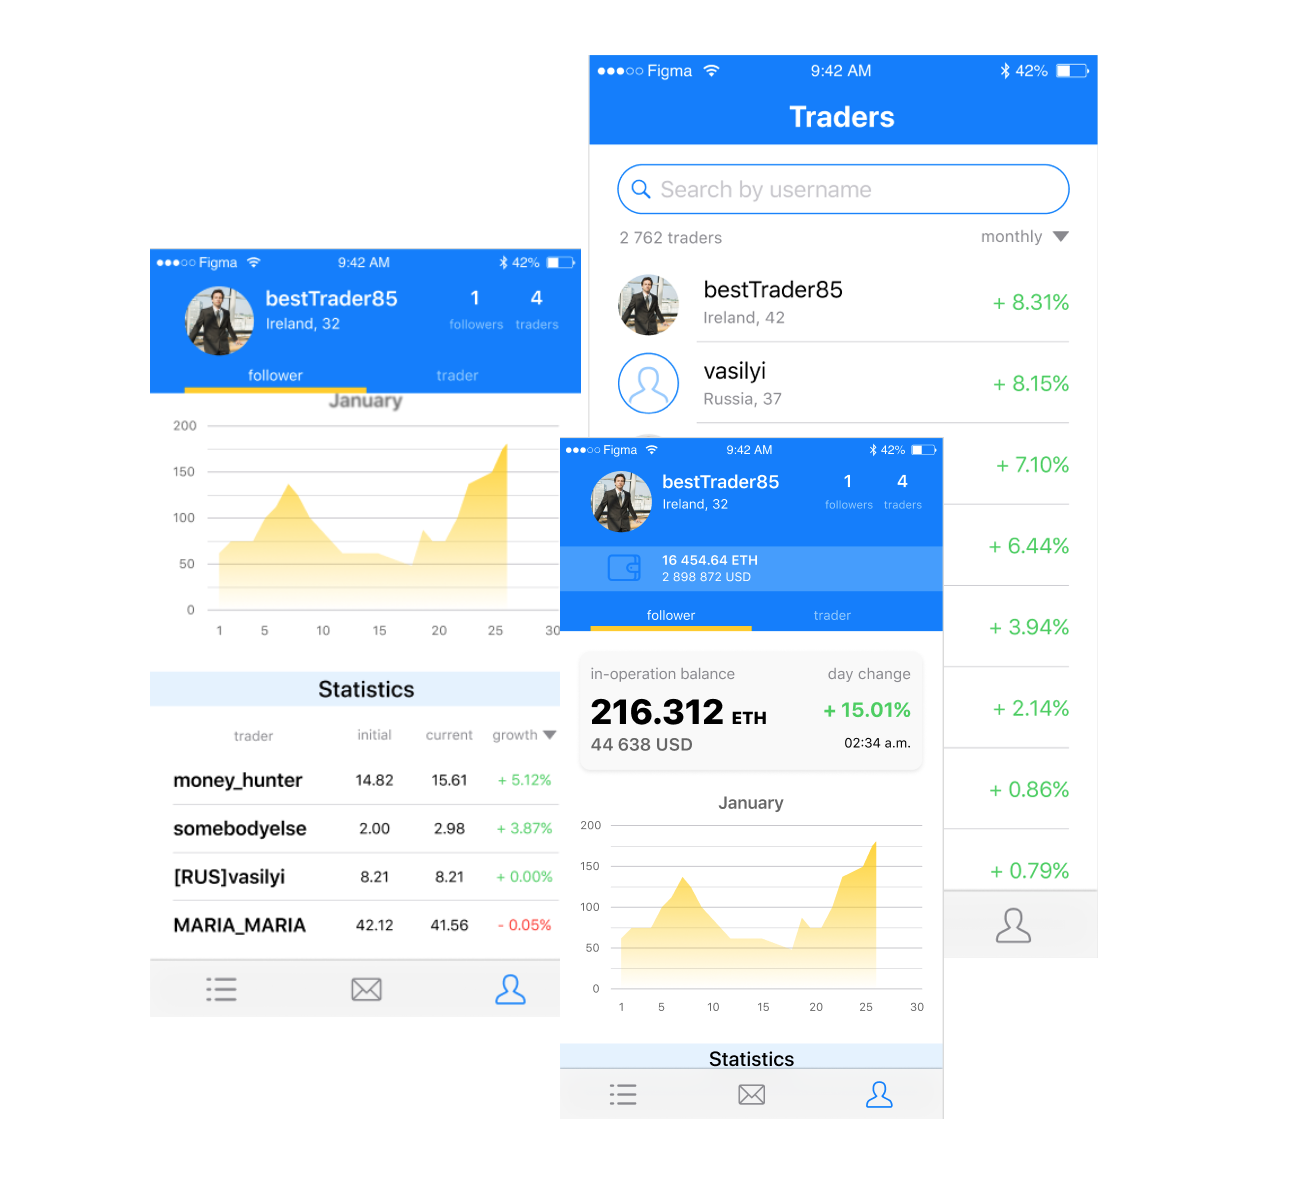 Figma 9:42 AM 42%
Traders
Search by username
2 762 traders monthly
bestTrader85
Ireland, 42
+ 8.31%
vasilyi
Russia, 37
+ 8.15%
+ 7.10%
+ 6.44%
+ 3.94%
+ 2.14%
+ 0.86%
+ 0.79%
Figma 9:42 AM 42%
bestTrader85 1 4
Ireland, 32 followers traders
follower trader
January
200
150
100
50
0
1 5 10 15 20 25 30
Statistics
trader initial current growth
money_hunter 14.82 15.61 + 5.12%
somebodyelse 2.00 2.98 + 3.87%
[RUS]vasilyi 8.21 8.21 + 0.00%
MARIA_MARIA 42.12 41.56 - 0.05%
Figma 9:42 AM 42%
bestTrader85 1 4
Ireland, 32 followers traders
16 454.64 ETH
2 898 872 USD
follower trader
in-operation balance day change
216.312 ETH + 15.01%
44 638 USD 02:34 a.m.
January
200
150
100
50
0
1 5 10 15 20 25 30
Statistics